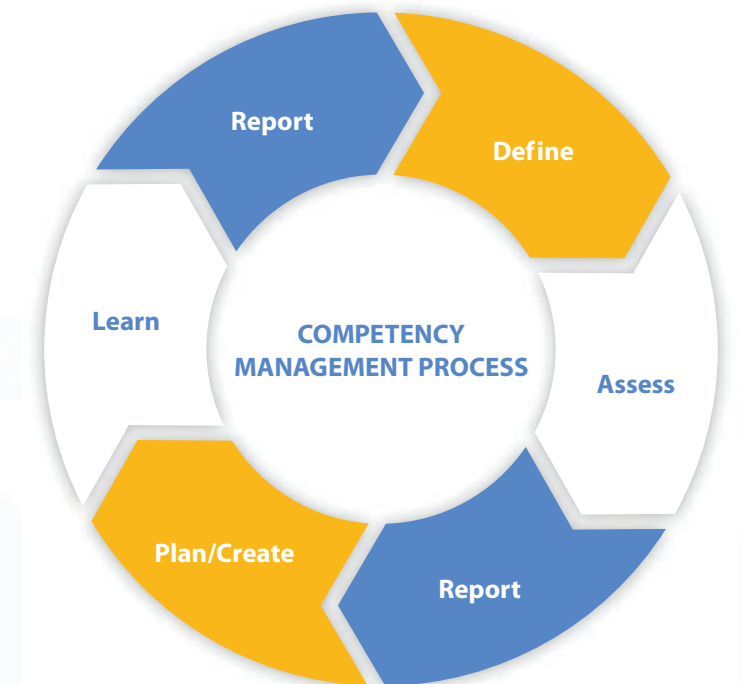 Report
Define
Learn
COMPETENCY
MANAGEMENT PROCESS
Assess
Plan/Create
Report